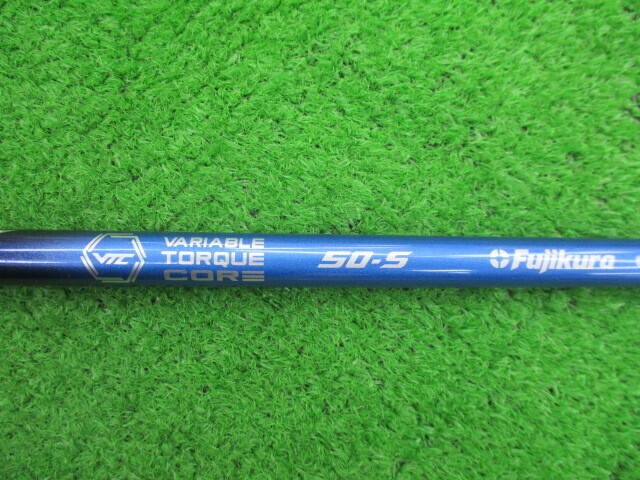 VTC
VARIABLE
TORQUE
CORE
50-S
Fujikura